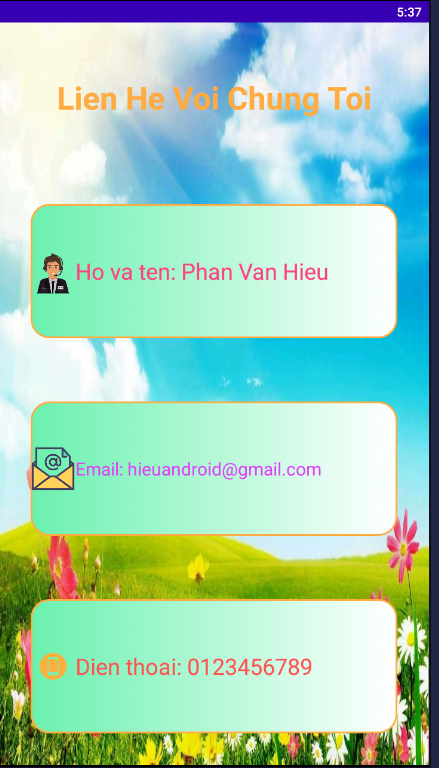 5:37
Lien He Voi Chung Toi
Ho va ten: Phan Van Hieu
@
Email: hieuandroid@gmail.com
Dien thoai: 0123456789